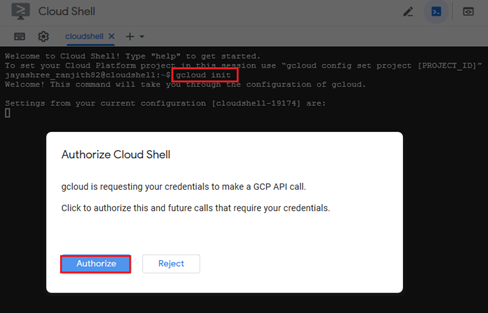 Cloud Shell
cloudshell
Welcome to Cloud Shell! Type "help" to get started.
To set your Cloud Platform project in this session use “gcloud config set project [PROJECT_ID]”
jayashree_ranjith82@cloudshell:~$ gcloud init
Welcome! This command will take you through the configuration of gcloud.
Settings from your current configuration [cloudshell-19174] are:
Authorize Cloud Shell
gcloud is requesting your credentials to make a GCP API call.
Click to authorize this and future calls that require your credentials.
Authorize Reject